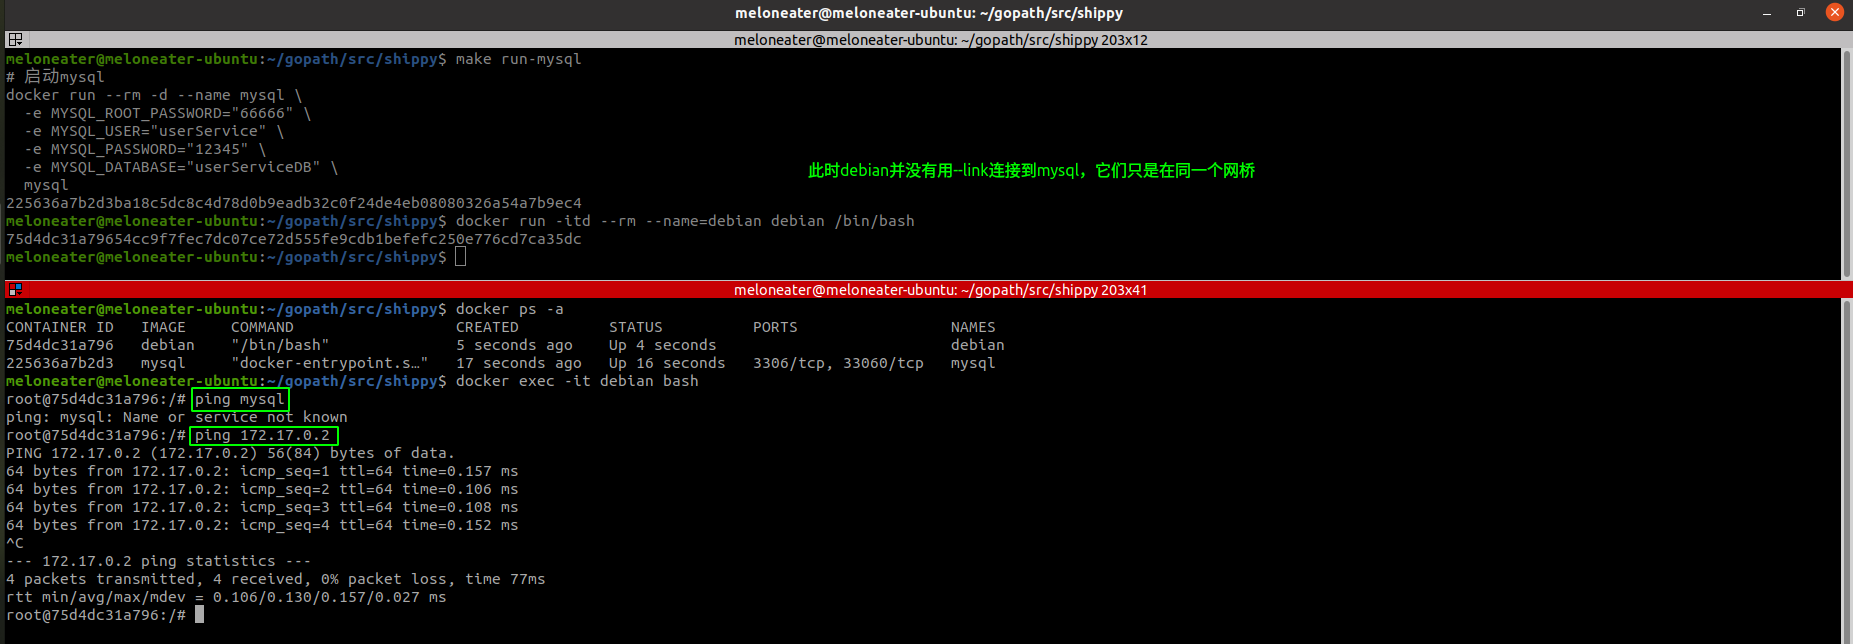 meloneater@meloneater-ubuntu: ~/gopath/src/shippy
meloneater@meloneater-ubuntu: ~/gopath/src/shippy 203x12
meloneater@meloneater-ubuntu:~/gopath/src/shippy$ make run-mysql
# 启动mysql
docker run --rm -d --name mysql \
  -e MYSQL_ROOT_PASSWORD="66666" \
  -e MYSQL_USER="userService" \
  -e MYSQL_PASSWORD="12345" \
  -e MYSQL_DATABASE="userServiceDB" \
  mysql
此时debian并没有用--link连接到mysql，它们只是在同一个网桥
225636a7b2d3ba18c5dc8c4d78d0b9eadb32c0f24de4eb08080326a54a7b9ec4
meloneater@meloneater-ubuntu:~/gopath/src/shippy$ docker run -itd --rm --name=debian debian /bin/bash
75d4dc31a79654cc9f7fec7dc07ce72d555fe9cdb1befefc250e776cd7ca35dc
meloneater@meloneater-ubuntu:~/gopath/src/shippy$
meloneater@meloneater-ubuntu: ~/gopath/src/shippy 203x41
meloneater@meloneater-ubuntu:~/gopath/src/shippy$ docker ps -a
CONTAINER ID   IMAGE     COMMAND                  CREATED          STATUS          PORTS                 NAMES
75d4dc31a796   debian    "/bin/bash"              5 seconds ago    Up 4 seconds                          debian
225636a7b2d3   mysql     "docker-entrypoint.s…"   17 seconds ago   Up 16 seconds   3306/tcp, 33060/tcp   mysql
meloneater@meloneater-ubuntu:~/gopath/src/shippy$ docker exec -it debian bash
root@75d4dc31a796:/# ping mysql
ping: mysql: Name or service not known
root@75d4dc31a796:/# ping 172.17.0.2
PING 172.17.0.2 (172.17.0.2) 56(84) bytes of data.
64 bytes from 172.17.0.2: icmp_seq=1 ttl=64 time=0.157 ms
64 bytes from 172.17.0.2: icmp_seq=2 ttl=64 time=0.106 ms
64 bytes from 172.17.0.2: icmp_seq=3 ttl=64 time=0.108 ms
64 bytes from 172.17.0.2: icmp_seq=4 ttl=64 time=0.152 ms
^C
--- 172.17.0.2 ping statistics ---
4 packets transmitted, 4 received, 0% packet loss, time 77ms
rtt min/avg/max/mdev = 0.106/0.130/0.157/0.027 ms
root@75d4dc31a796:/#